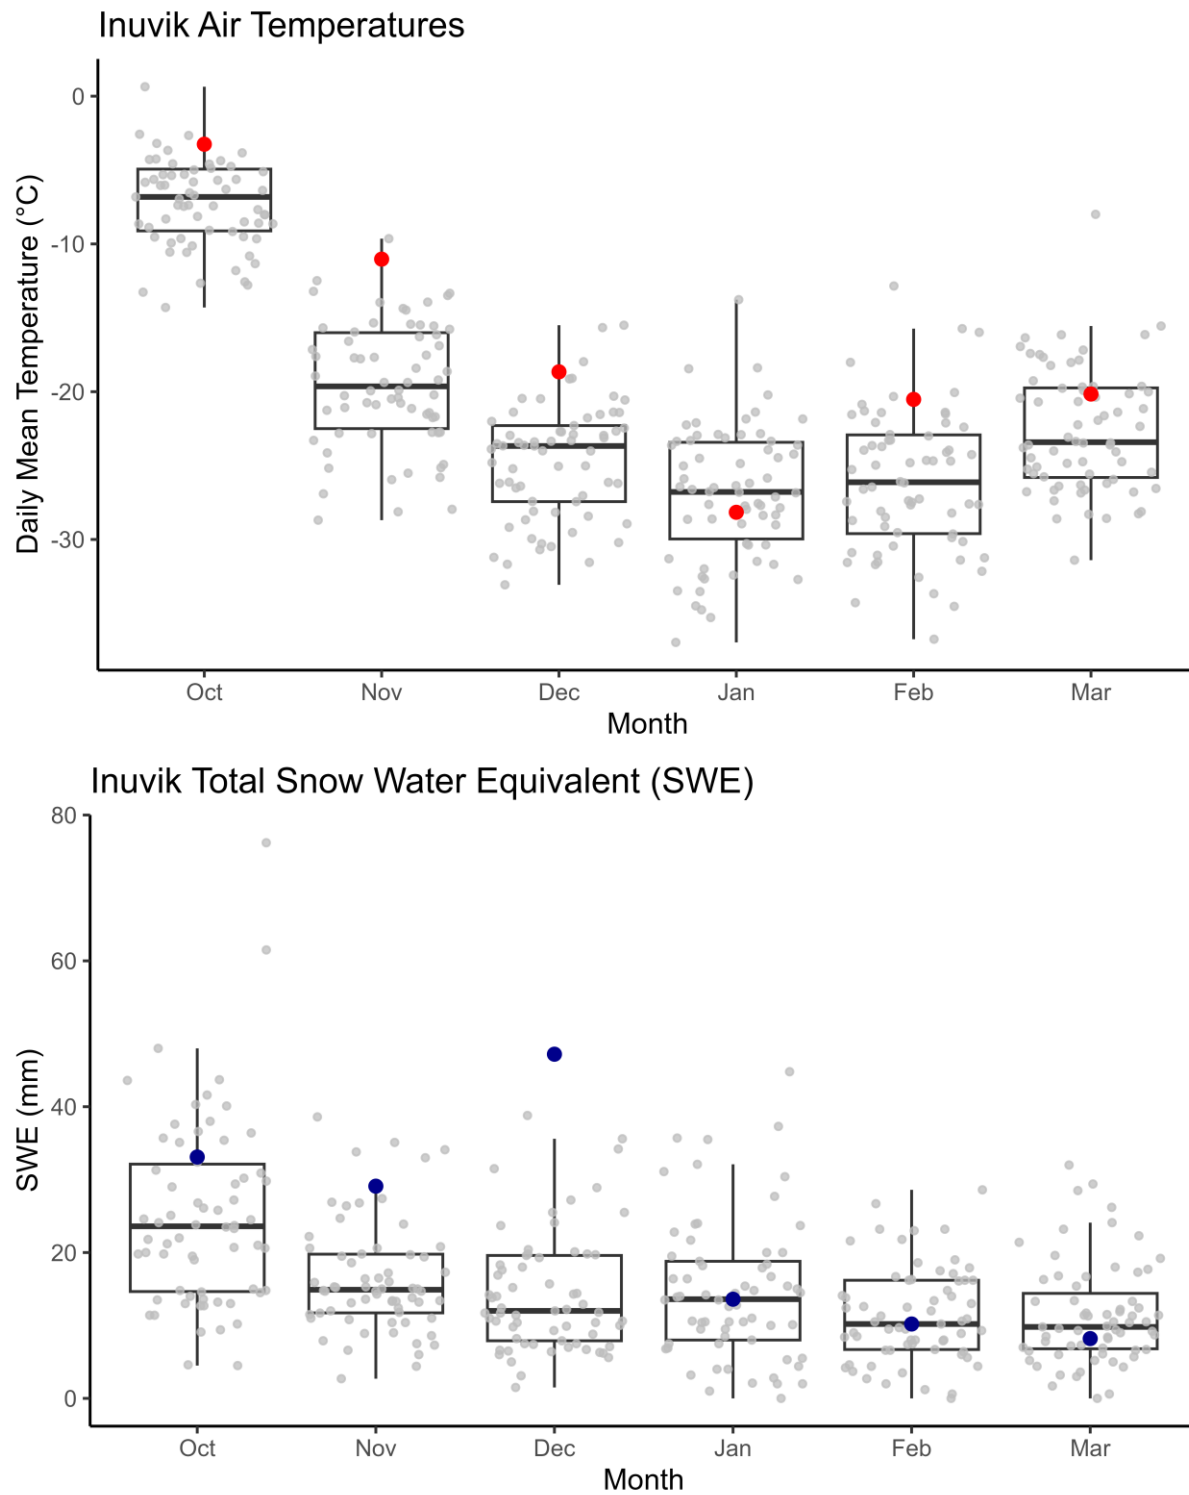 Inuvik Air Temperatures
Daily Mean Temperature (°C)
0
-10
-20
-30
Oct Nov Dec Jan Feb Mar
Month
Inuvik Total Snow Water Equivalent (SWE)
SWE (mm)
80
60
40
20
0
Oct Nov Dec Jan Feb Mar
Month